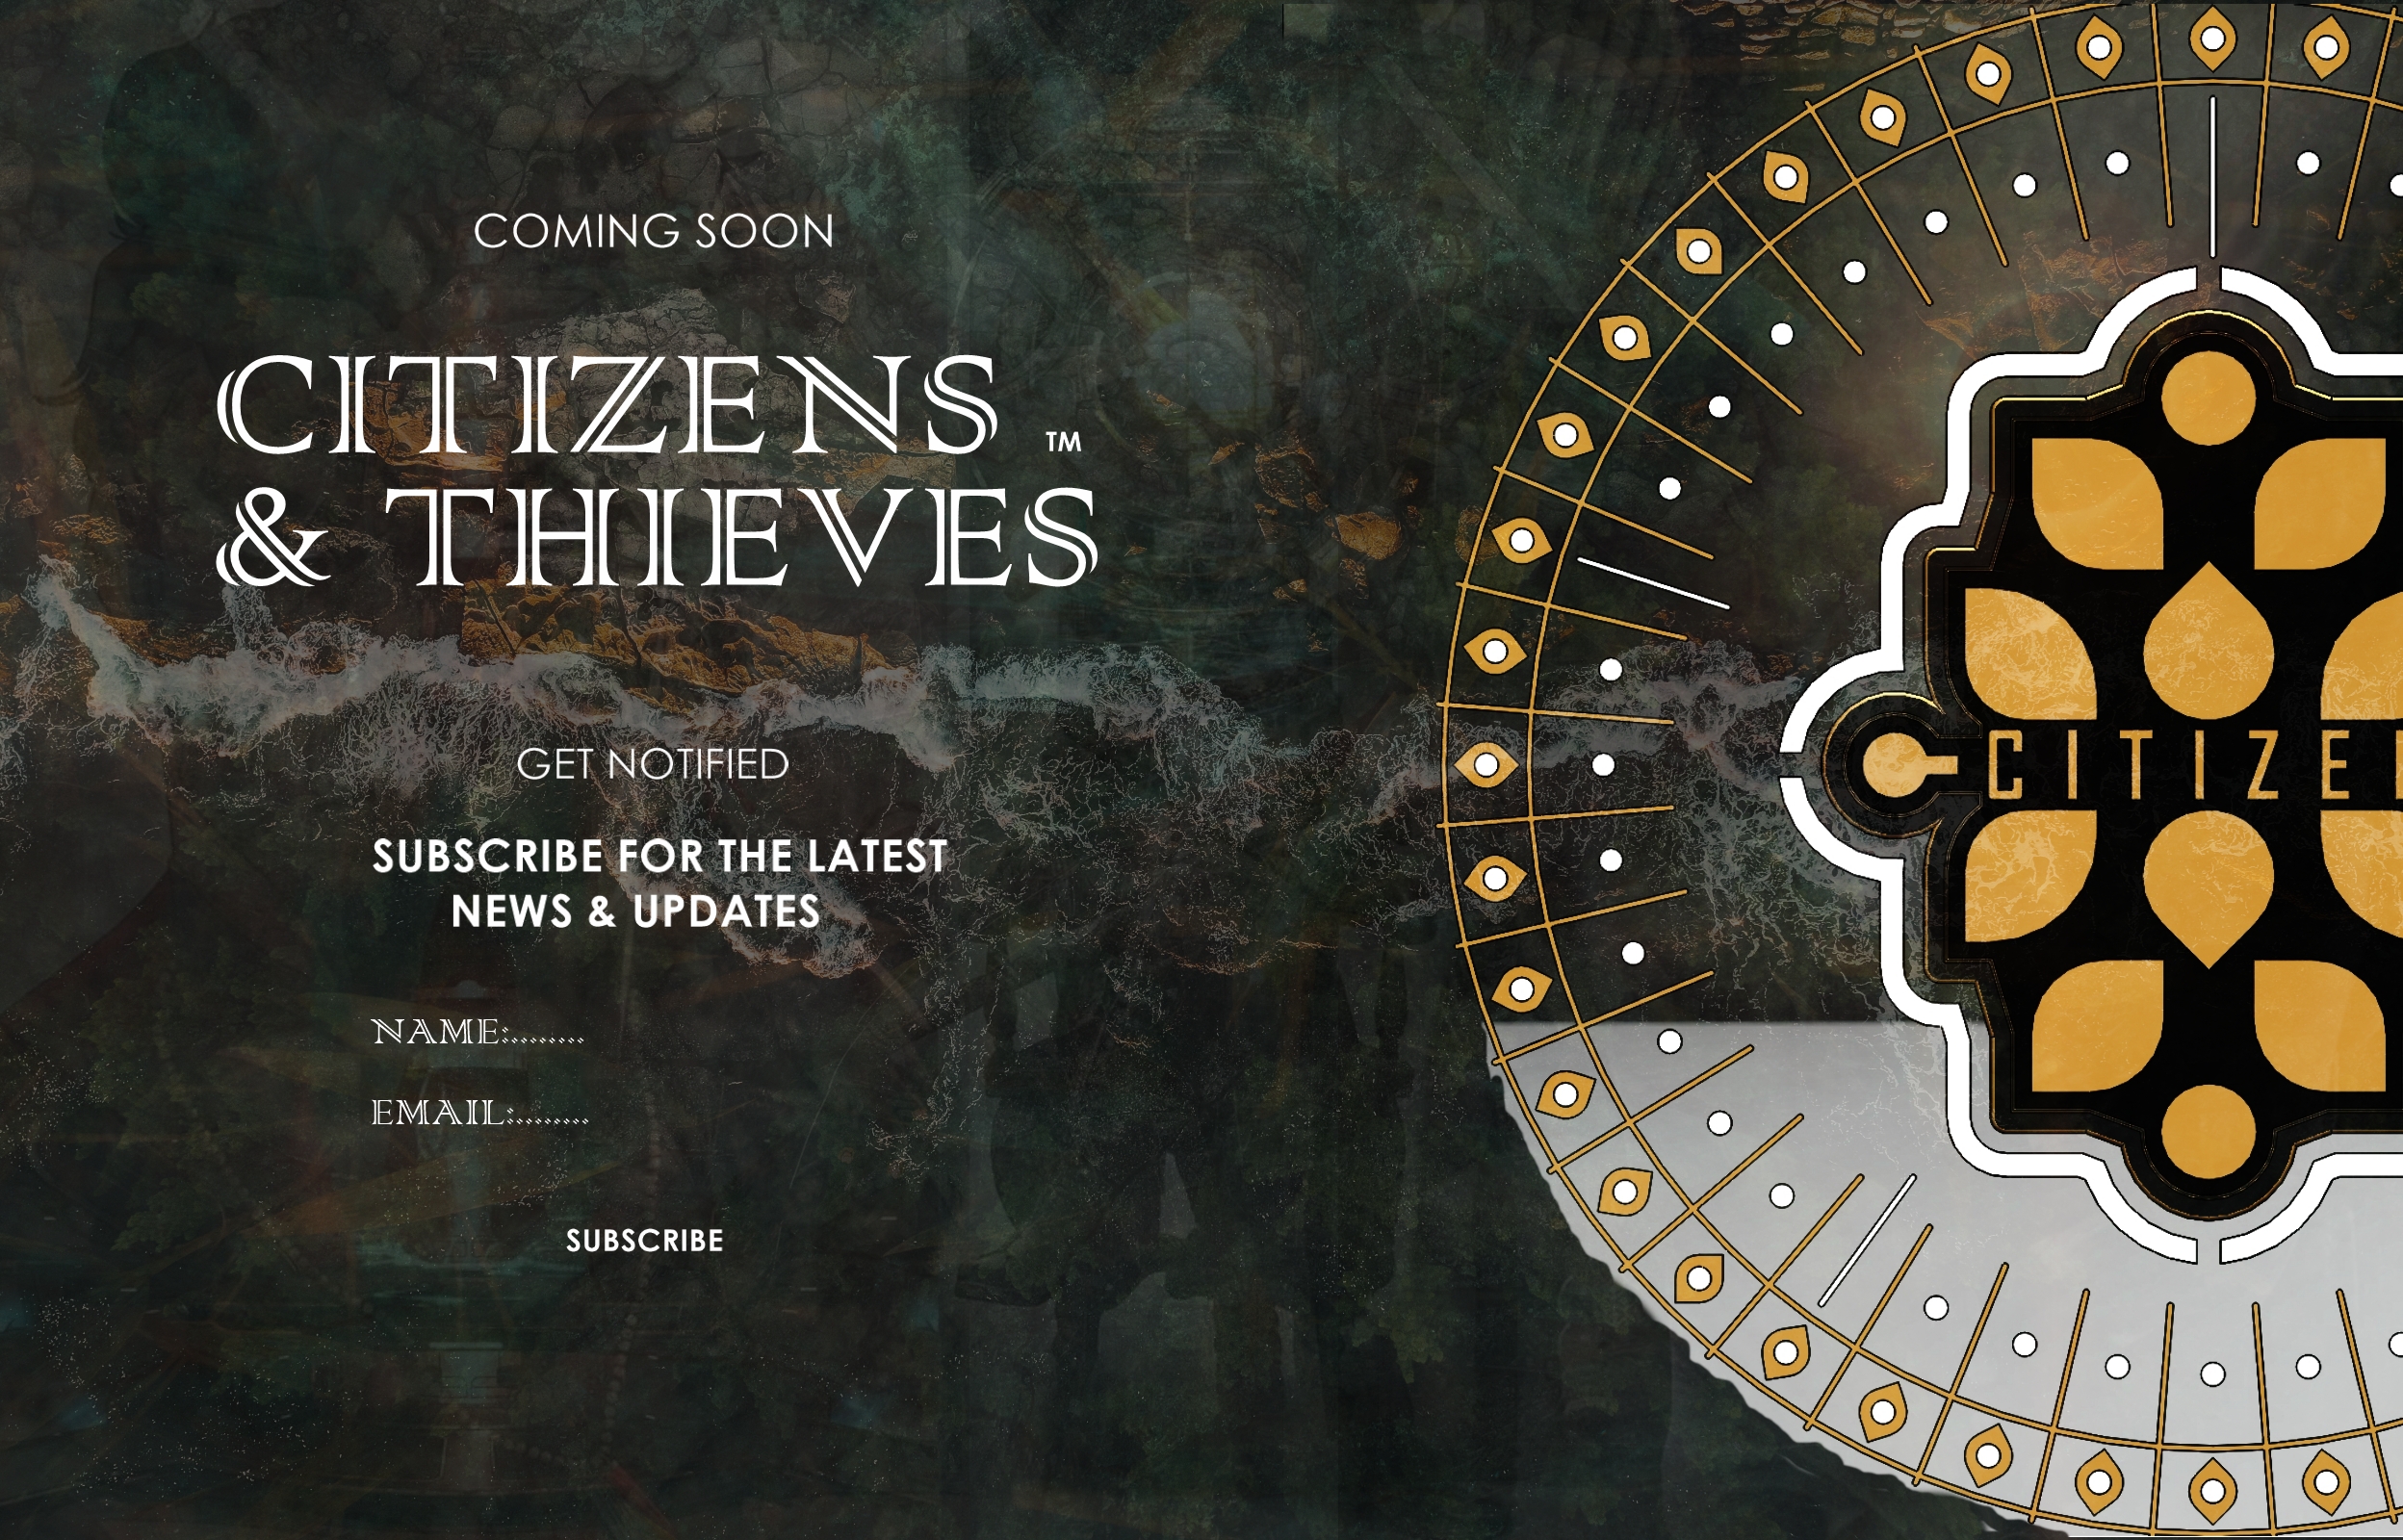 COMING SOON
CITIZENS ™
& THIEVES
GET NOTIFIED
SUBSCRIBE FOR THE LATEST
NEWS & UPDATES
NAME:.........
EMAIL:.........
SUBSCRIBE
CITIZE